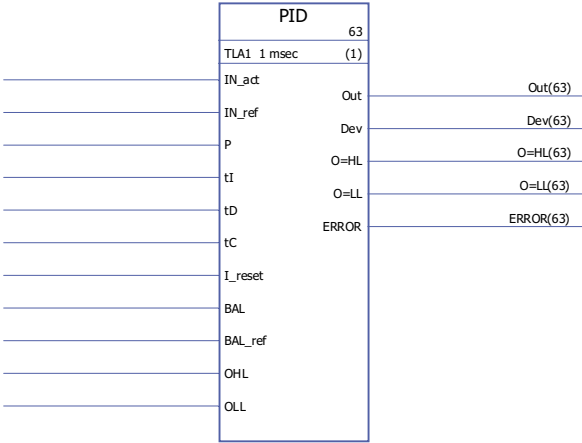 PID
63
TLA1 1 msec (1)
IN_act
IN_ref
P
tI
tD
tC
I_reset
BAL
BAL_ref
OHL
OLL
Out
Dev
O=HL
O=LL
ERROR
Out(63)
Dev(63)
O=HL(63)
O=LL(63)
ERROR(63)